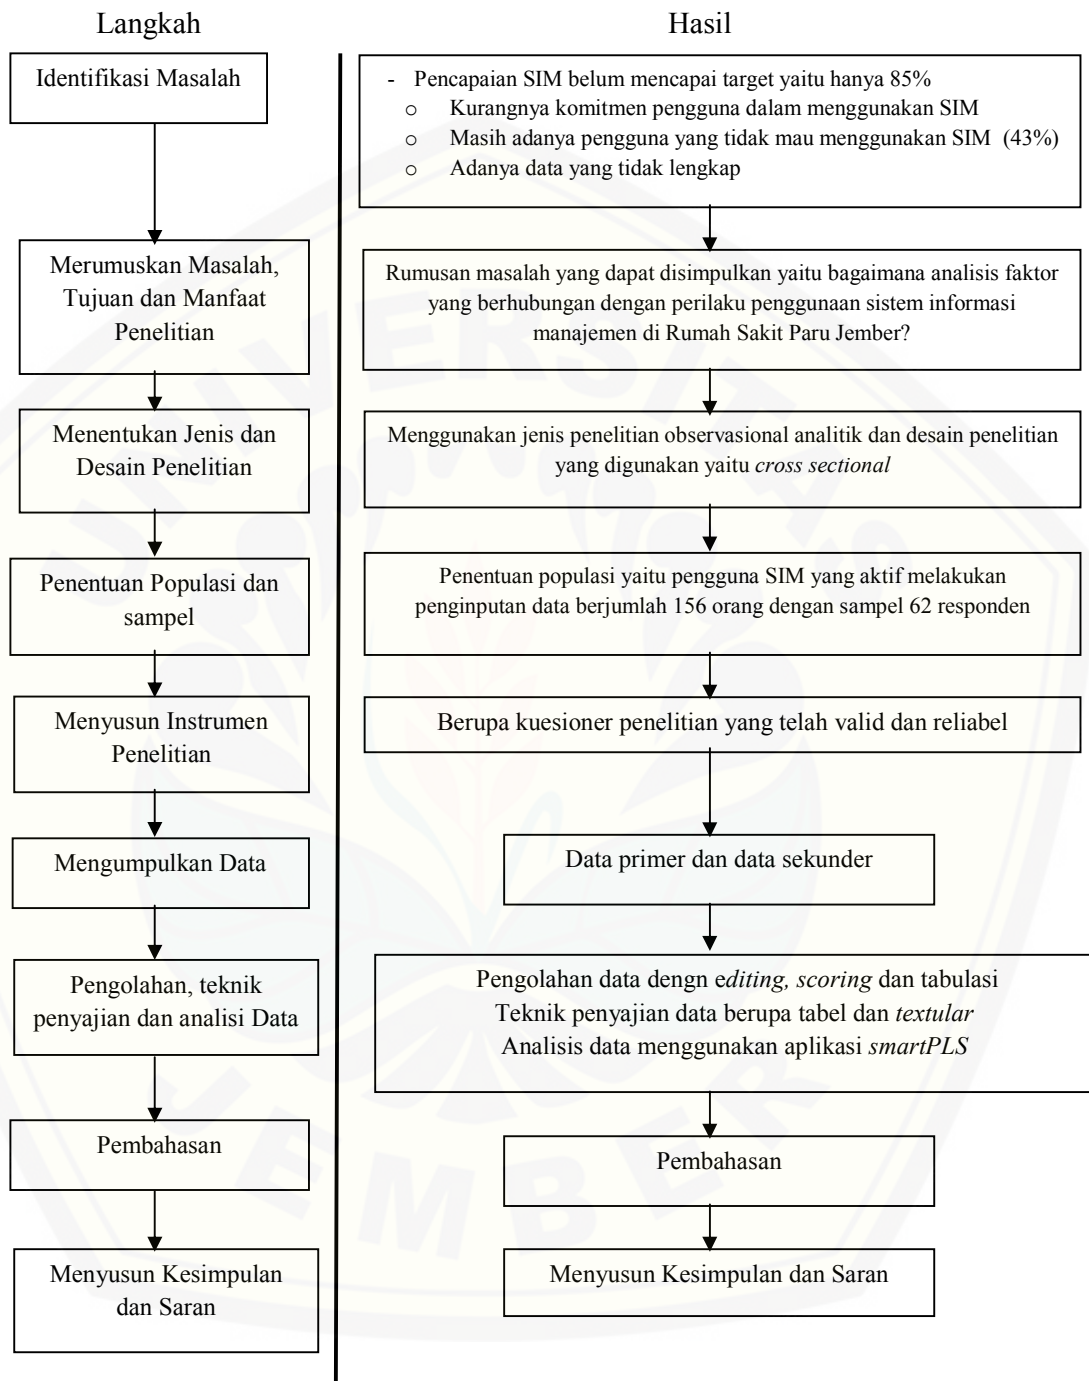 Langkah
Hasil
Identifikasi Masalah
- Pencapaian SIM belum mencapai target yaitu hanya 85%
o Kurangnya komitmen pengguna dalam menggunakan SIM
o Masih adanya pengguna yang tidak mau menggunakan SIM (43%)
o Adanya data yang tidak lengkap
Merumuskan Masalah,
Tujuan dan Manfaat
Penelitian
Rumusan masalah yang dapat disimpulkan yaitu bagaimana analisis faktor
yang berhubungan dengan perilaku penggunaan sistem informasi
manajemen di Rumah Sakit Paru Jember?
Menentukan Jenis dan
Desain Penelitian
Menggunakan jenis penelitian observasional analitik dan desain penelitian
yang digunakan yaitu cross sectional
Penentuan Populasi dan
sampel
Penentuan populasi yaitu pengguna SIM yang aktif melakukan
penginputan data berjumlah 156 orang dengan sampel 62 responden
Menyusun Instrumen
Penelitian
Berupa kuesioner penelitian yang telah valid dan reliabel
Mengumpulkan Data
Data primer dan data sekunder
Pengolahan, teknik
penyajian dan analisi Data
Pengolahan data dengn editing, scoring dan tabulasi
Teknik penyajian data berupa tabel dan textular
Analisis data menggunakan aplikasi smartPLS
Pembahasan
Pembahasan
Menyusun Kesimpulan
dan Saran
Menyusun Kesimpulan dan Saran
UNIVERSITAS
JEMBER